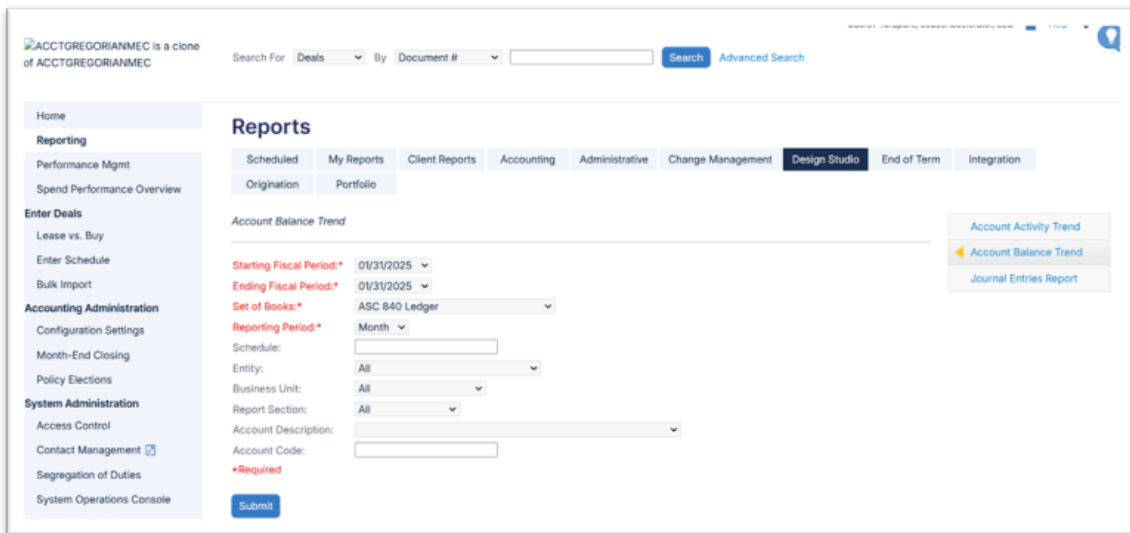 ACCTGREGORIANMEC is a clone
of ACCTGREGORIANMEC
Search For Deals By Document # Search Advanced Search
Home
Reporting
Performance Mgmt
Spend Performance Overview
Enter Deals
Lease vs. Buy
Enter Schedule
Bulk Import
Accounting Administration
Configuration Settings
Month-End Closing
Policy Elections
System Administration
Access Control
Contact Management
Segregation of Duties
System Operations Console
Reports
Scheduled My Reports Client Reports Accounting Administrative Change Management Design Studio End of Term Integration
Origination Portfolio
Account Balance Trend
Starting Fiscal Period:* 01/31/2025
Ending Fiscal Period:* 01/31/2025
Set of Books:* ASC 840 Ledger
Reporting Period:* Month
Schedule:
Entity: All
Business Unit: All
Report Section: All
Account Description:
Account Code:
*Required
Submit
Account Activity Trend
Account Balance Trend
Journal Entries Report